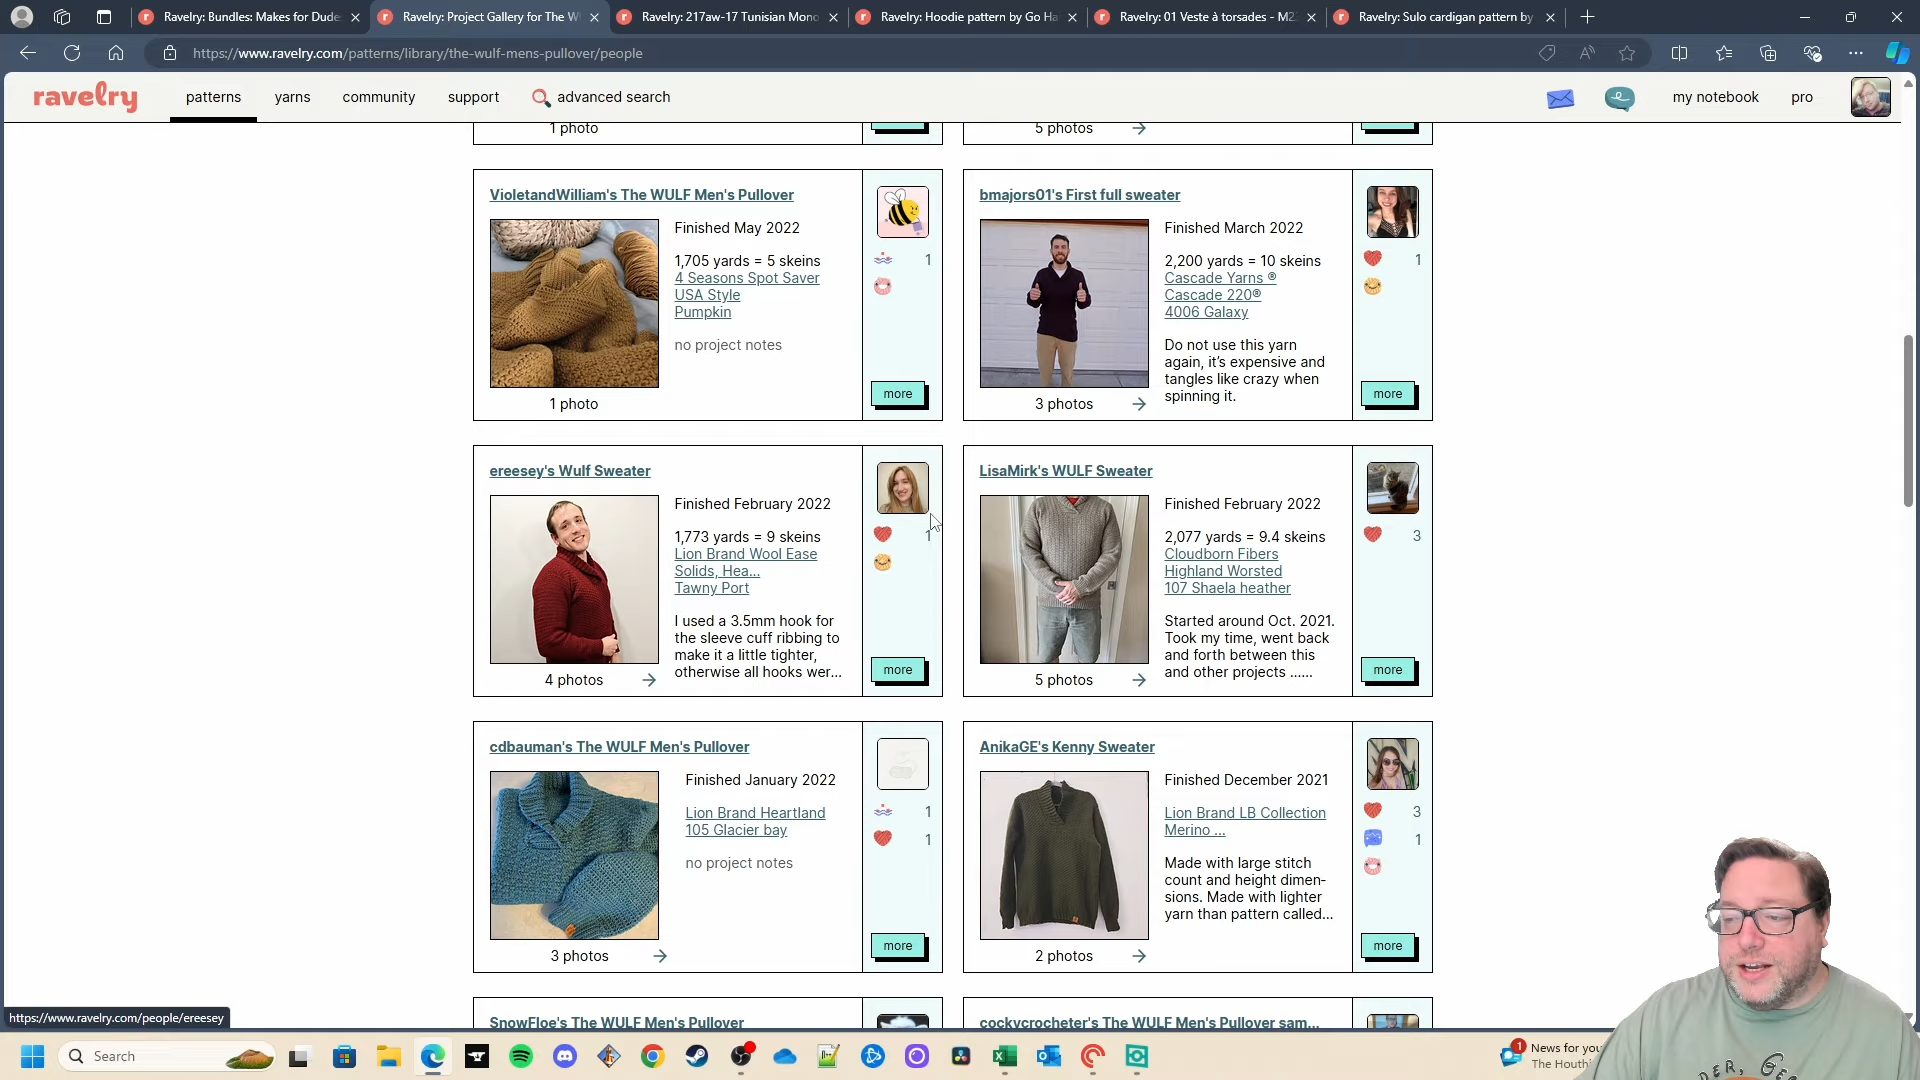 Ravelry: Bundles: Makes for Dude
Ravelry: Project Gallery for The W
Ravelry: 217aw-17 Tunisian Mono
Ravelry: Hoodie pattern by Go Ha
Ravelry: 01 Veste à torsades - M2
Ravelry: Sulo cardigan pattern by
https://www.ravelry.com/patterns/library/the-wulf-mens-pullover/people
ravelry
patterns
yarns
community
support
advanced search
my notebook
pro
1 photo
5 photos
VioletandWilliam's The WULF Men's Pullover
Finished May 2022
1,705 yards = 5 skeins
4 Seasons Spot Saver
USA Style
Pumpkin
no project notes
1 photo
1
more
bmajors01's First full sweater
Finished March 2022
2,200 yards = 10 skeins
Cascade Yarns ®
Cascade 220®
4006 Galaxy
Do not use this yarn
again, it's expensive and
tangles like crazy when
spinning it.
3 photos
1
more
ereesey's Wulf Sweater
Finished February 2022
1,773 yards = 9 skeins
Lion Brand Wool Ease
Solids, Hea...
Tawny Port
I used a 3.5mm hook for
the sleeve cuff ribbing to
make it a little tighter,
otherwise all hooks wer...
4 photos
1
more
LisaMirk's WULF Sweater
Finished February 2022
2,077 yards = 9.4 skeins
Cloudborn Fibers
Highland Worsted
107 Shaela heather
Started around Oct. 2021.
Took my time, went back
and forth between this
and other projects ......
5 photos
3
more
cdbauman's The WULF Men's Pullover
Finished January 2022
Lion Brand Heartland
105 Glacier bay
no project notes
3 photos
1
1
more
AnikaGE's Kenny Sweater
Finished December 2021
Lion Brand LB Collection
Merino ...
Made with large stitch
count and height dimen-
sions. Made with lighter
yarn than pattern called...
2 photos
3
1
more
SnowFloe's The WULF Men's Pullover
cockycrocheter's The WULF Men's Pullover sam...
https://www.ravelry.com/people/ereesey
Search
1
News for you
The Houthi